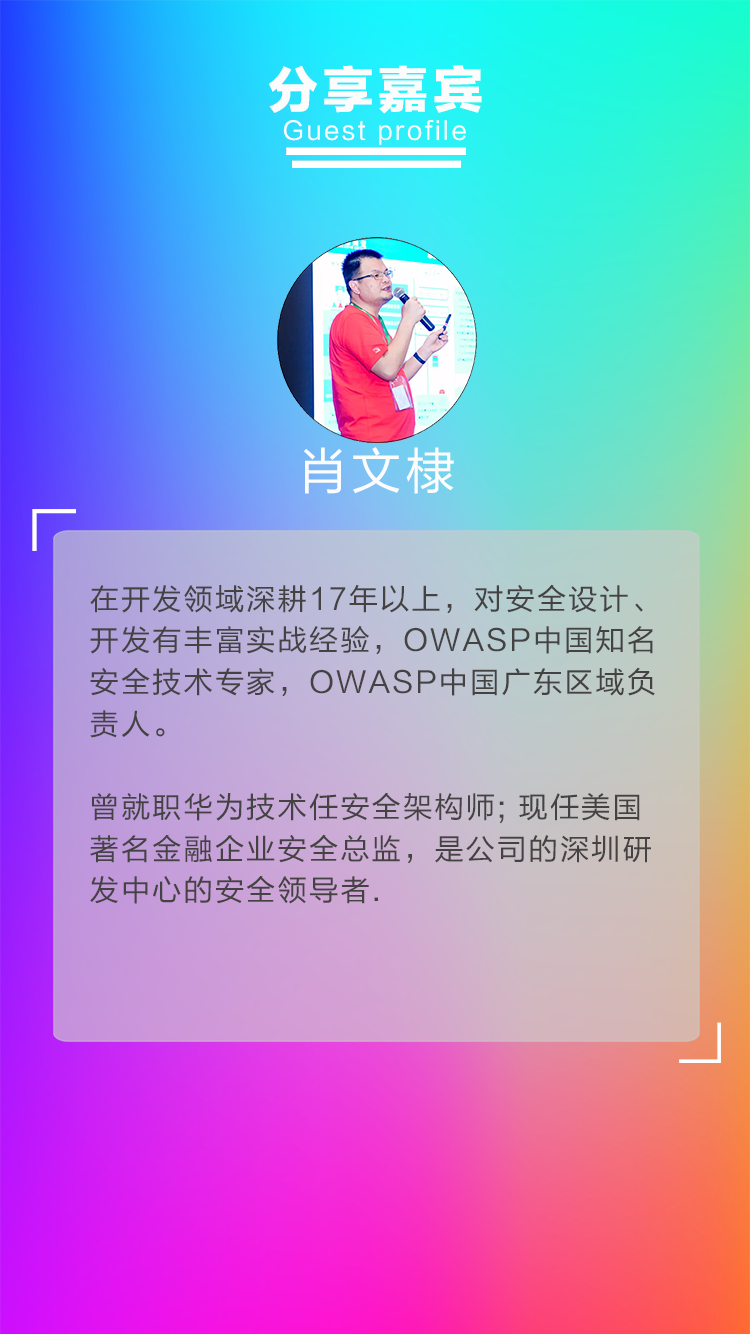 分享嘉宾
Guest profile
肖文棣
在开发领域深耕17年以上，对安全设计、
开发有丰富实战经验，OWASP中国知名
安全技术专家，OWASP中国广东区域负
责人。
曾就职华为技术任安全架构师; 现任美国
著名金融企业安全总监，是公司的深圳研
发中心的安全领导者.